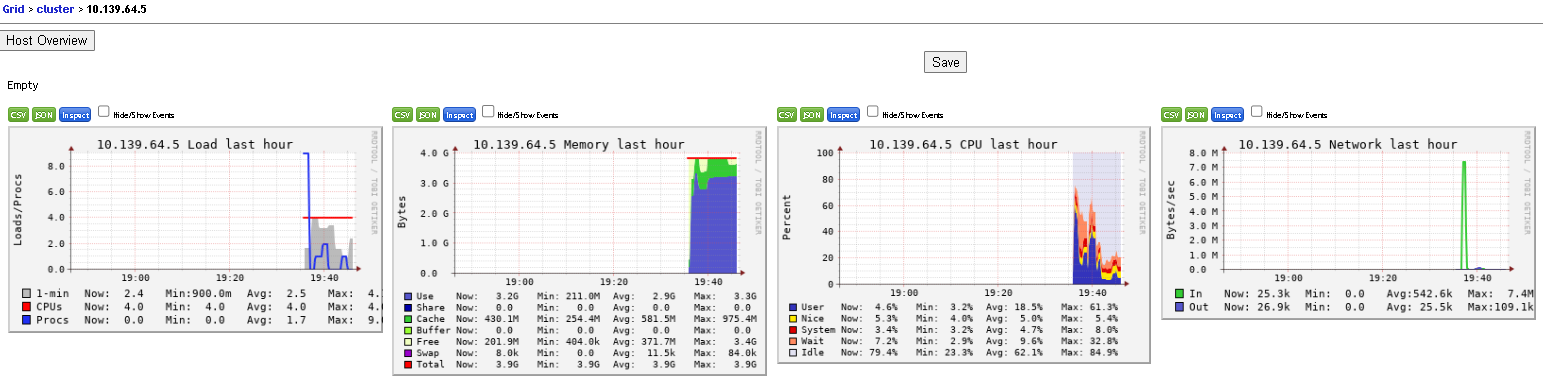 Grid > cluster > 10.139.64.5
Host Overview
Save
Empty
CSV JSON Inspect Hide/Show Events
10.139.64.5 Load last hour
Loads/Procs
8.0
6.0
4.0
2.0
0.0
19:00 19:20 19:40
RRDTOOL / TOBI OETIKER
1-min Now: 2.4 Min:900.0m Avg: 2.5 Max: 4.
CPUs Now: 4.0 Min: 4.0 Avg: 4.0 Max: 4.0
Procs Now: 0.0 Min: 0.0 Avg: 1.7 Max: 9.
CSV JSON Inspect Hide/Show Events
10.139.64.5 Memory last hour
Bytes
4.0 G
3.0 G
2.0 G
1.0 G
0.0
19:00 19:20 19:40
RRDTOOL / TOBI OETIKER
Use Now: 3.2G Min: 211.0M Avg: 2.9G Max: 3.3G
Share Now: 0.0 Min: 0.0 Avg: 0.0 Max: 0.0
Cache Now: 430.1M Min: 254.4M Avg: 581.5M Max: 975.4M
Buffer Now: 0.0 Min: 0.0 Avg: 0.0 Max: 0.0
Free Now: 201.9M Min: 404.0k Avg: 371.7M Max: 3.4G
Swap Now: 8.0k Min: 0.0 Avg: 11.5k Max: 84.0k
Total Now: 3.9G Min: 3.9G Avg: 3.9G Max: 3.9G
CSV JSON Inspect Hide/Show Events
10.139.64.5 CPU last hour
Percent
100
80
60
40
20
0
19:00 19:20 19:40
RRDTOOL / TOBI OETIKER
User Now: 4.6% Min: 3.2% Avg: 18.5% Max: 61.3%
Nice Now: 5.3% Min: 4.0% Avg: 5.0% Max: 5.4%
System Now: 3.4% Min: 3.2% Avg: 4.7% Max: 8.0%
Wait Now: 7.2% Min: 2.9% Avg: 9.6% Max: 32.8%
Idle Now: 79.4% Min: 23.3% Avg: 62.1% Max: 84.9%
CSV JSON Inspect Hide/Show Events
10.139.64.5 Network last hour
Bytes/sec
8.0 M
7.0 M
6.0 M
5.0 M
4.0 M
3.0 M
2.0 M
1.0 M
0.0
19:00 19:20 19:40
RRDTOOL / TOBI OETIKER
In Now: 25.3k Min: 0.0 Avg:542.6k Max: 7.4M
Out Now: 26.9k Min: 0.0 Avg: 25.5k Max:109.1k